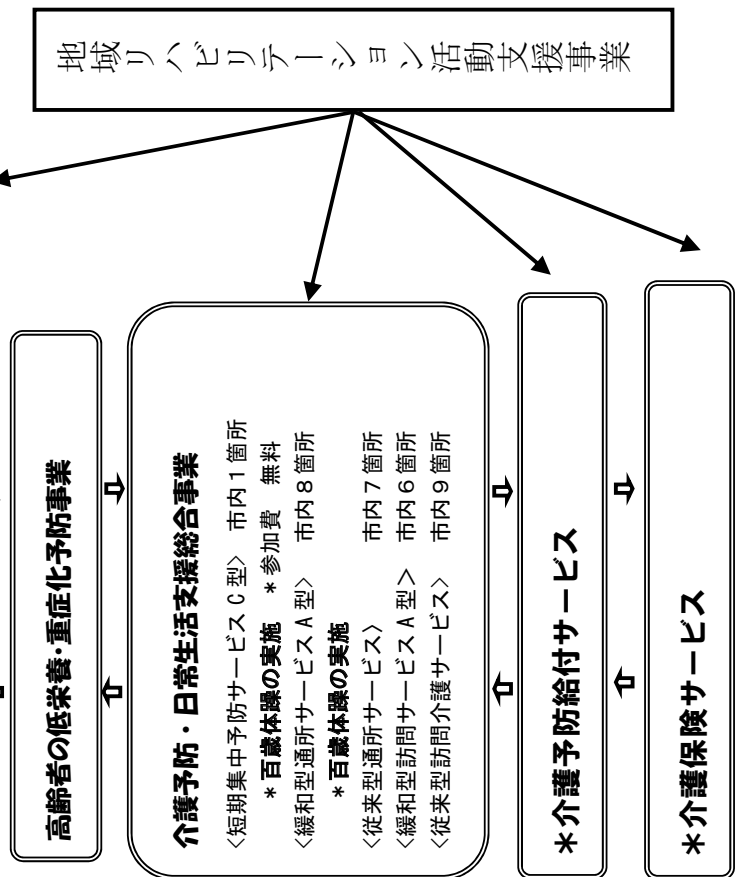 地域リハビリテーション活動支援事業
高齢者の低栄養・重症化予防事業
介護予防・日常生活支援総合事業
<短期集中予防サービスC型> 市内1箇所
*百歳体操の実施 *参加費 無料
<緩和型通所サービスA型> 市内8箇所
*百歳体操の実施
<従来型通所サービス> 市内7箇所
<緩和型訪問サービスA型> 市内6箇所
<従来型訪問介護サービス> 市内9箇所
*介護予防給付サービス
*介護保険サービス